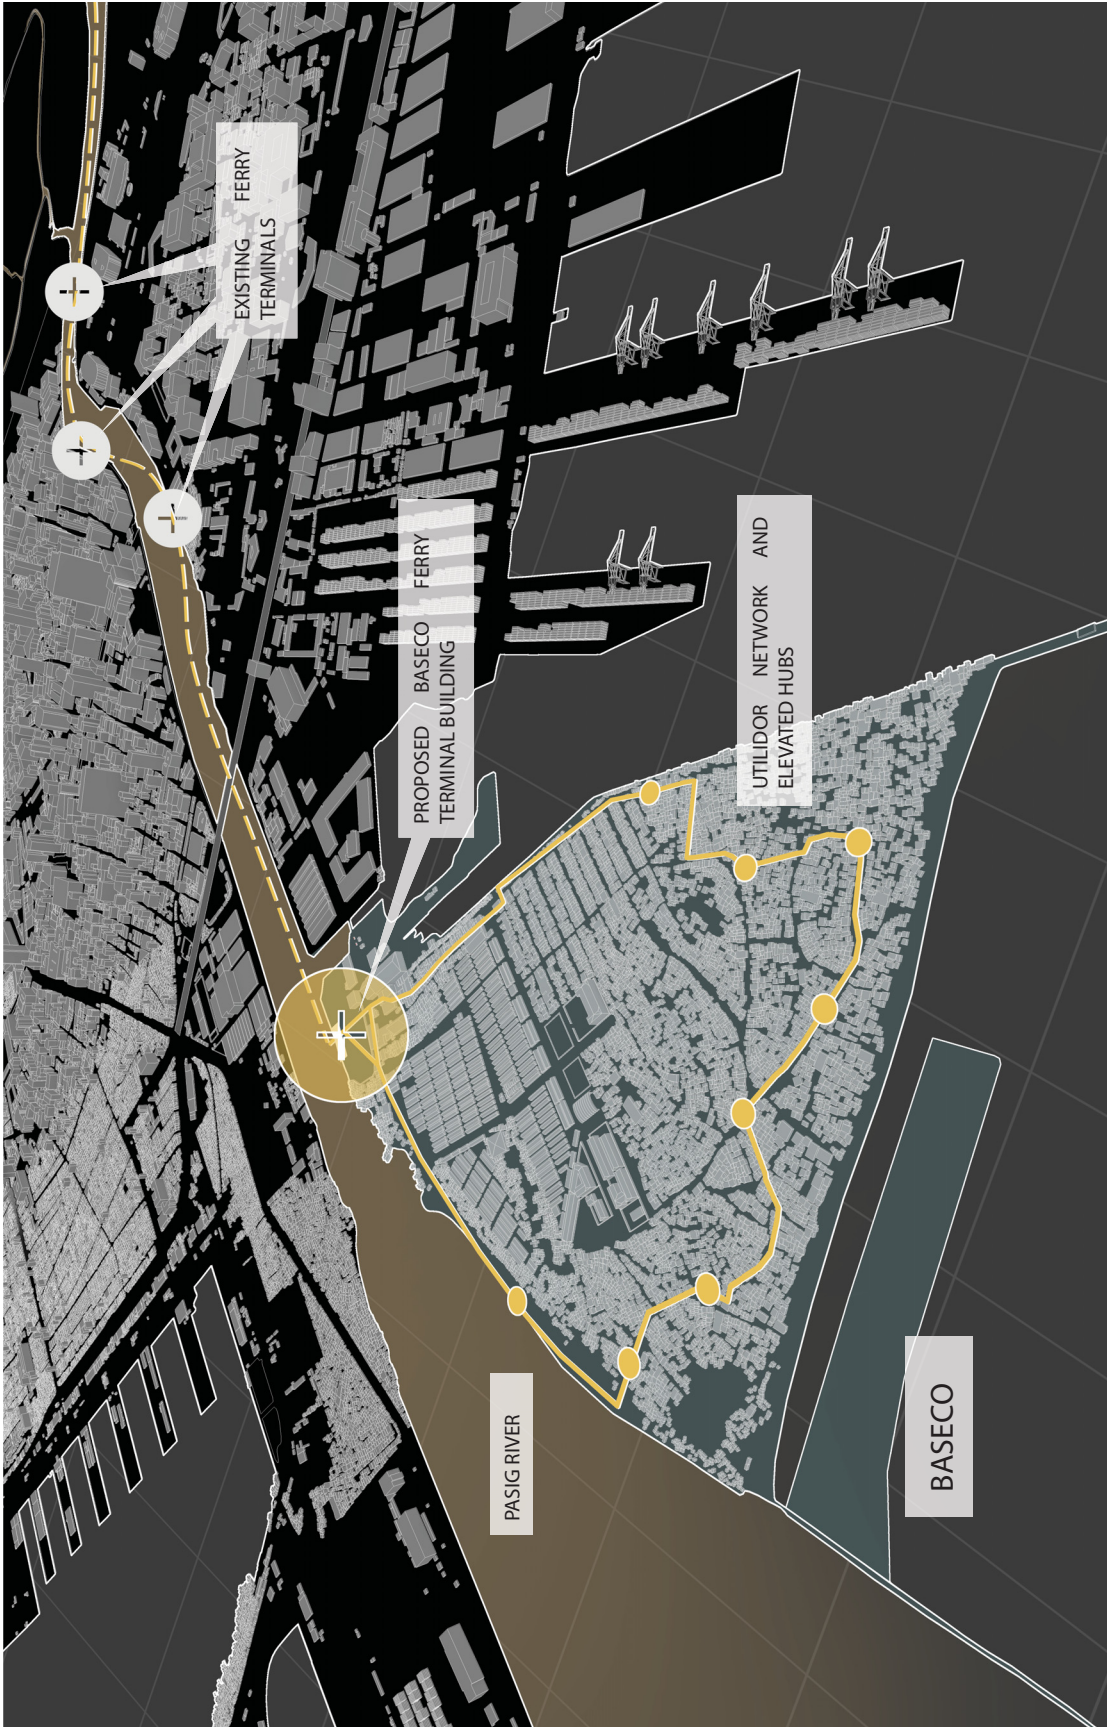 EXISTING FERRY
TERMINALS
PROPOSED BASECO FERRY
TERMINAL BUILDING
UTILIDOR NETWORK AND
ELEVATED HUBS
PASIG RIVER
BASECO